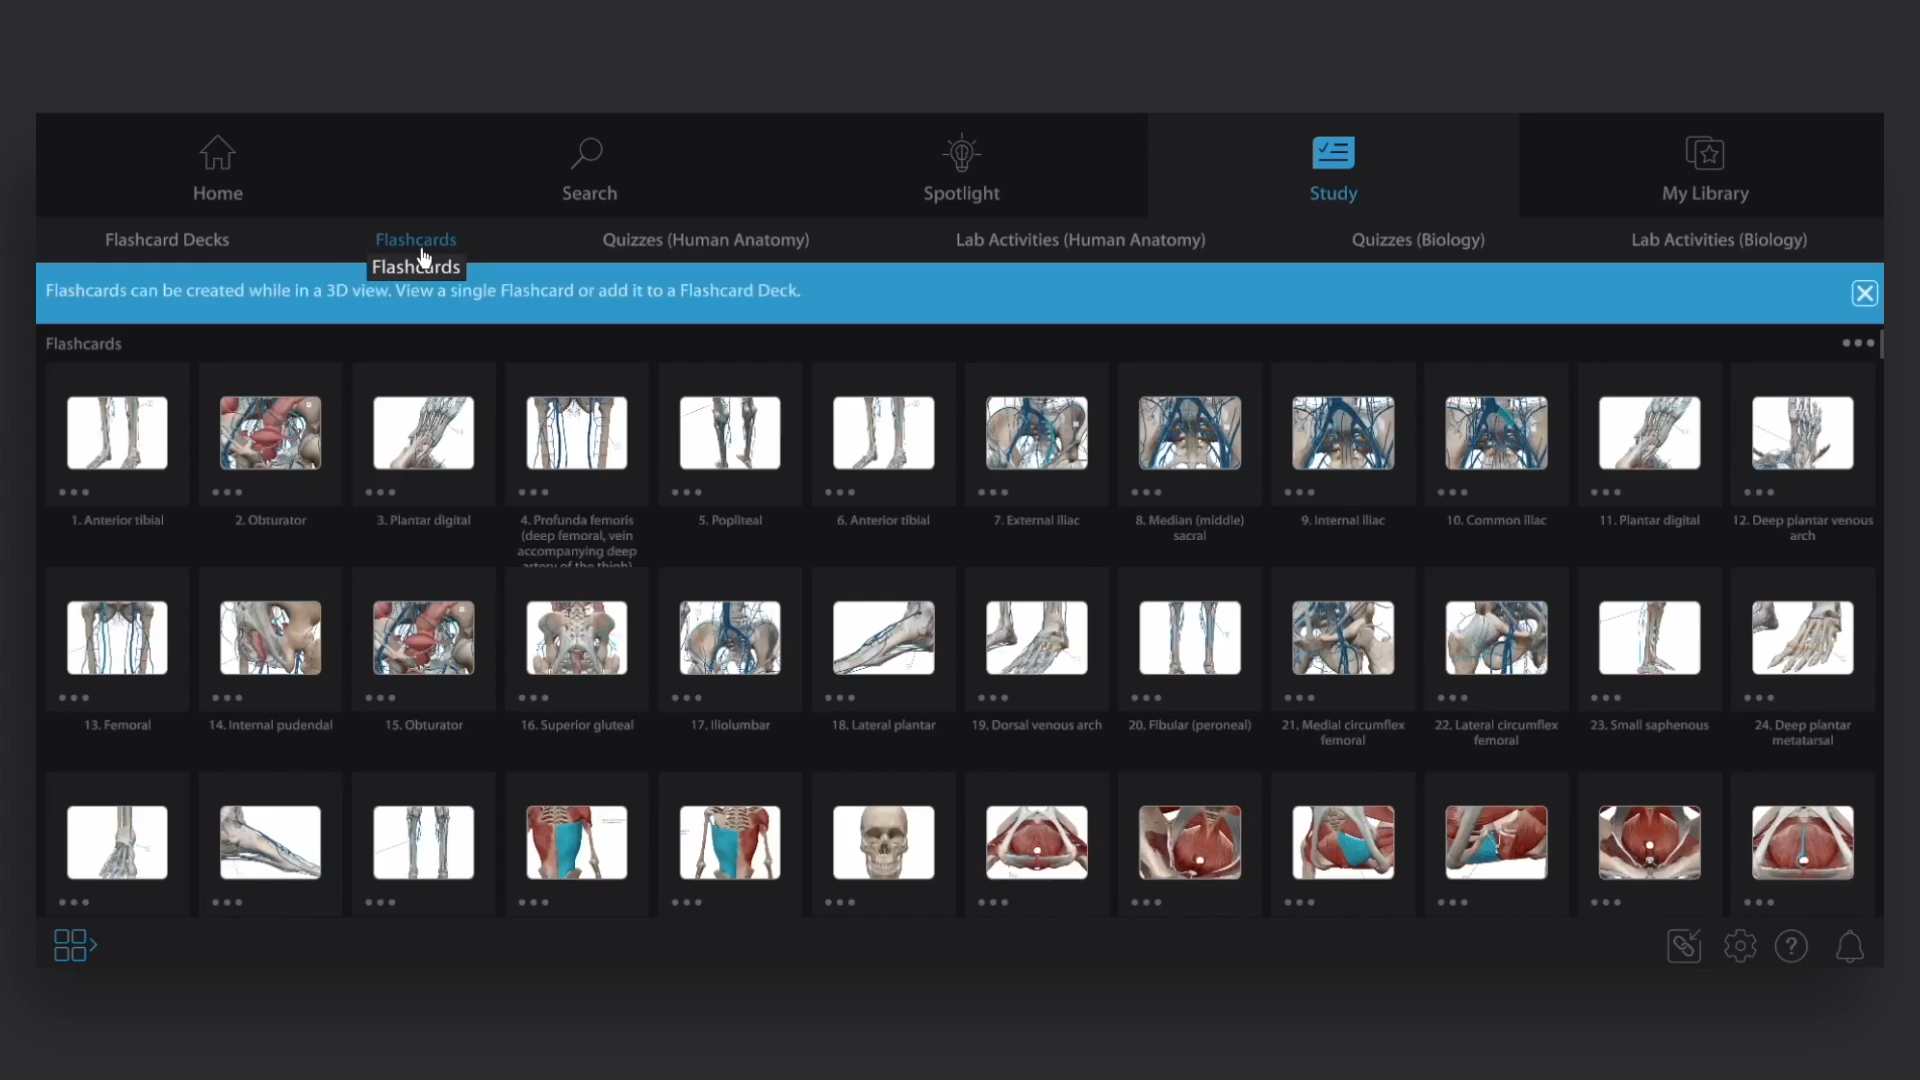 Home
Search
Spotlight
Study
My Library
Flashcard Decks
Flashcards
Quizzes (Human Anatomy)
Lab Activities (Human Anatomy)
Quizzes (Biology)
Lab Activities (Biology)
Flashcards
Flashcards can be created while in a 3D view. View a single Flashcard or add it to a Flashcard Deck.
Flashcards
1. Anterior tibial
2. Obturator
3. Plantar digital
4. Profunda femoris
(deep femoral, vein
accompanying deep
artery of the thigh)
5. Popliteal
6. Anterior tibial
7. External iliac
8. Median (middle)
sacral
9. Internal iliac
10. Common iliac
11. Plantar digital
12. Deep plantar venous
arch
13. Femoral
14. Internal pudendal
15. Obturator
16. Superior gluteal
17. Iliolumbar
18. Lateral plantar
19. Dorsal venous arch
20. Fibular (peroneal)
21. Medial circumflex
femoral
22. Lateral circumflex
femoral
23. Small saphenous
24. Deep plantar
metatarsal